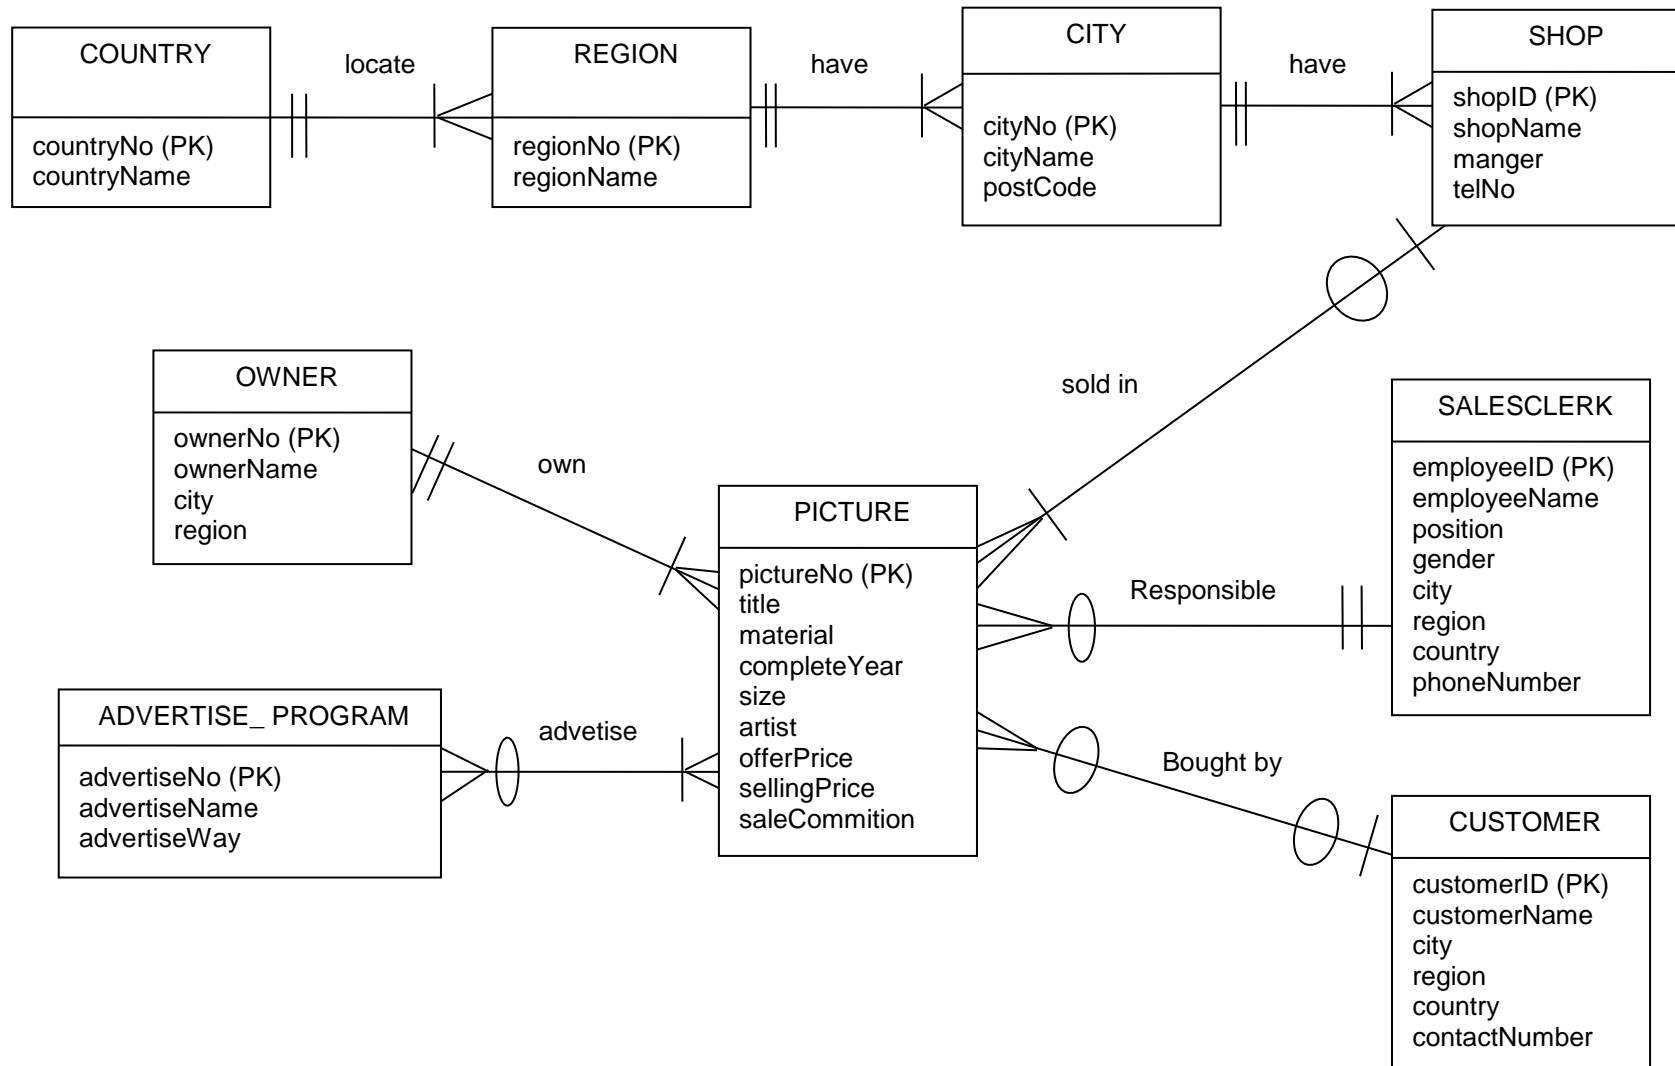 COUNTRY
countryNo (PK)
countryName
locate
REGION
regionNo (PK)
regionName
have
CITY
cityNo (PK)
cityName
postCode
have
SHOP
shopID (PK)
shopName
manger
telNo
OWNER
ownerNo (PK)
ownerName
city
region
own
sold in
PICTURE
pictureNo (PK)
title
material
completeYear
size
artist
offerPrice
sellingPrice
saleCommition
Responsible
SALESCLERK
employeeID (PK)
employeeName
position
gender
city
region
country
phoneNumber
ADVERTISE_ PROGRAM
advertiseNo (PK)
advertiseName
advertiseWay
advetise
Bought by
CUSTOMER
customerID (PK)
customerName
city
region
country
contactNumber